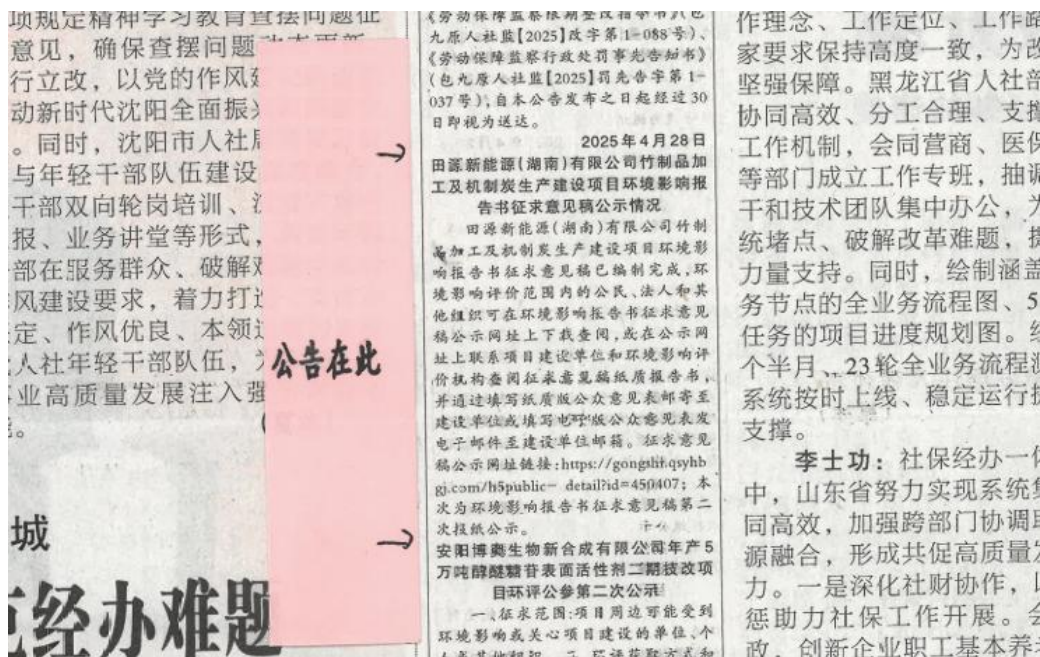 项规定精神学习教育查摆问题征
意见，确保查摆问题动态更新
行立改，以党的作风建
动新时代沈阳全面振兴
。同时，沈阳市人社局
与年轻干部队伍建设
干部双向轮岗培训、
报、业务讲堂等形式，
部在服务群众、破解难
风建设要求，着力打造
定、作风优良、本领过
人社年轻干部队伍，为
业高质量发展注入强
城
克经办难题
公告在此
《劳动保障监察限期整改指令书》(包
九原人社监【2025】改字第1-088号)、
《劳动保障监察行政处罚事先告知书》
(包九原人社监【2025】罚先告字第1-
037号),自本公告发布之日起经过30
日即视为送达。
2025年4月28日
田源新能源(湖南)有限公司竹制品加
工及机制炭生产建设项目环境影响报
告书征求意见稿公示情况
田源新能源(湖南)有限公司竹制
品加工及机制炭生产建设项目环境影
响报告书征求意见稿已编制完成,环
境影响评价范围内的公民、法人和其
他组织可在环境影响报告书征求意见
稿公示网址上下载查阅,或在公示网
址上联系项目建设单位和环境影响评
价机构查阅征求意见稿纸质报告书,
并通过填写纸质版公众意见表邮寄至
建设单位或填写电子版公众意见表发
电子邮件至建设单位邮箱。征求意见
稿公示网址链接:https://gongshi.qsyhb
gj.com/h5public-detail?id=450407; 本
次为环境影响报告书征求意见稿第二
次报纸公示。
安阳博奥生物新合成有限公司年产5
万吨醇醚糖苷表面活性剂二期技改项
目环评公参第二次公示
一、征求范围:项目周边可能受到
环境影响或关心项目建设的单位、个
作理念、工作定位、工作路
家要求保持高度一致，为改
坚强保障。黑龙江省人社部
协同高效、分工合理、支撑
工作机制，会同营商、医保
等部门成立工作专班，抽调
干和技术团队集中办公，为
统堵点、破解改革难题，提
力量支持。同时，绘制涵盖
务节点的全业务流程图、5
任务的项目进度规划图。经
个半月、23轮全业务流程测
系统按时上线、稳定运行提
支撑。
李士功：社保经办一体
中，山东省努力实现系统集
同高效，加强跨部门协调联
源融合，形成共促高质量发
力。一是深化社财协作，以
惩助力社保工作开展。会
政，创新企业职工基本养老